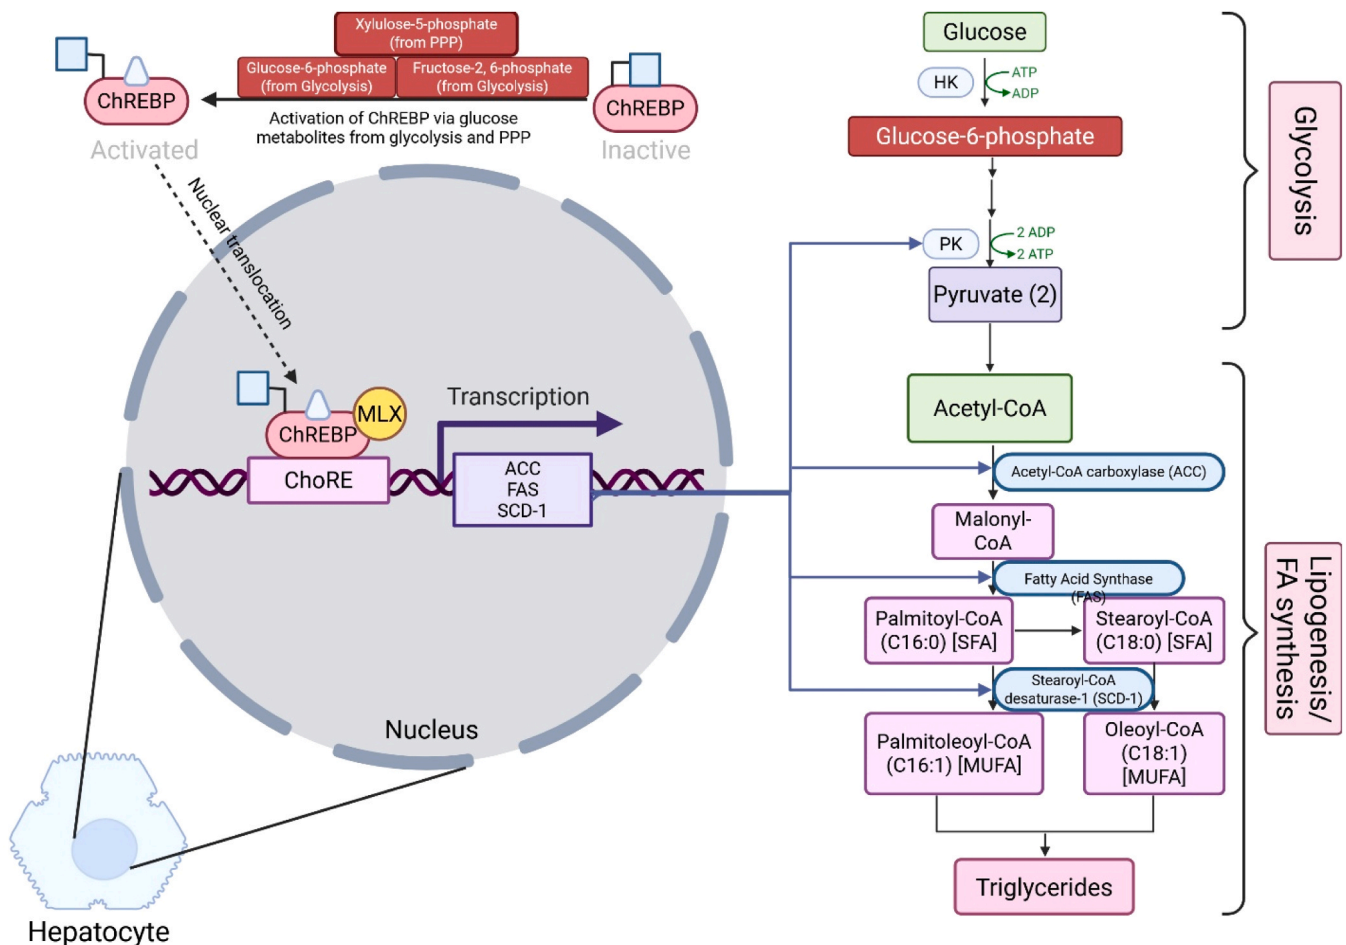 Xylulose-5-phosphate
(from PPP)
Glucose-6-phosphate
(from Glycolysis)
Fructose-2, 6-phosphate
(from Glycolysis)
ChREBP
Activated
Activation of ChREBP via glucose
metabolites from glycolysis and PPP
ChREBP
Inactive
Nuclear translocation
ChREBP
MLX
ChoRE
Transcription
ACC
FAS
SCD-1
Nucleus
Hepatocyte
Glucose
HK
ATP
ADP
Glucose-6-phosphate
PK
2 ADP
2 ATP
Pyruvate (2)
Glycolysis
Acetyl-CoA
Acetyl-CoA carboxylase (ACC)
Malonyl-
CoA
Fatty Acid Synthase
(FAS)
Palmitoyl-CoA
(C16:0) [SFA]
Stearoyl-CoA
(C18:0) [SFA]
Stearoyl-CoA
desaturase-1 (SCD-1)
Palmitoleoyl-CoA
(C16:1) [MUFA]
Oleoyl-CoA
(C18:1)
[MUFA]
Triglycerides
Lipogenesis/
FA synthesis